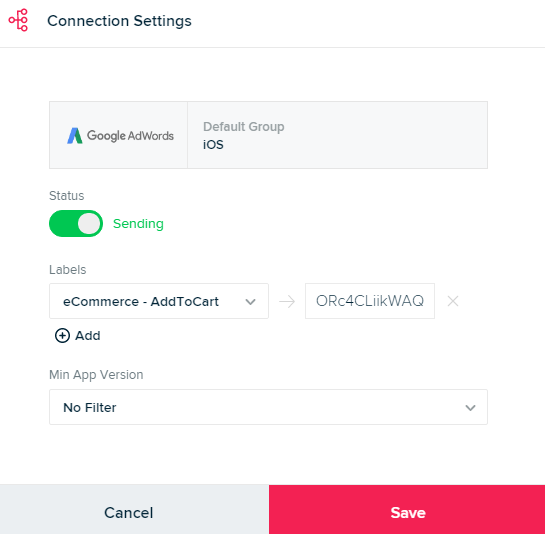 Connection Settings
Google AdWords
Default Group
iOS
Status
Sending
Labels
eCommerce - AddToCart
ORc4CLiikWAQ
Add
Min App Version
No Filter
Cancel
Save